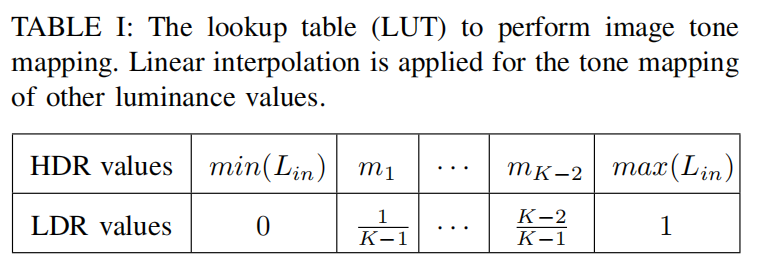 TABLE I: The lookup table (LUT) to perform image tone
mapping. Linear interpolation is applied for the tone mapping
of other luminance values.
HDR values min(L_{in}) m_1 ⋯ m_{K−2} max(L_{in})
LDR values 0 \frac{1}{K−1} ⋯ \frac{K−2}{K−1} 1